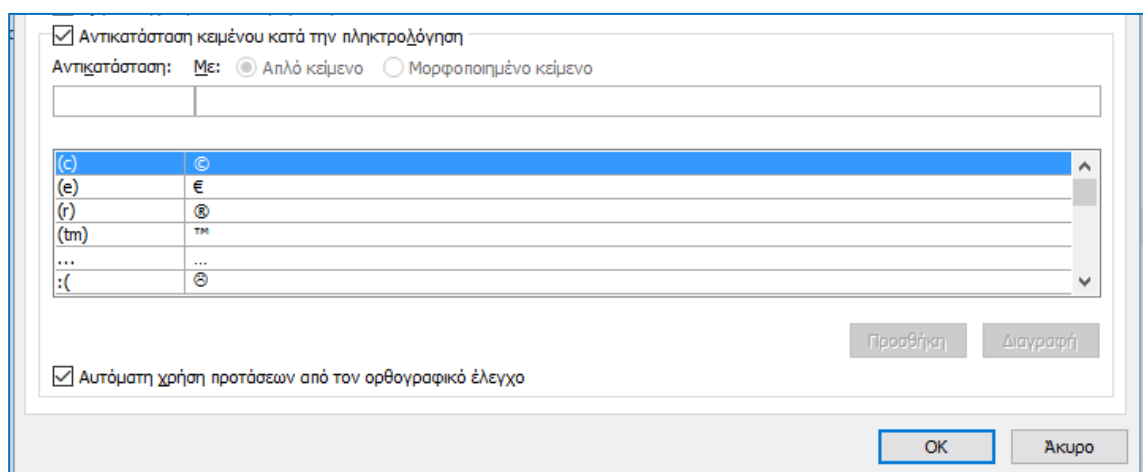 Αντικατάσταση κειμένου κατά την πληκτρολόγηση
Αντικατάσταση: Με: Απλό κείμενο Μορφοποιημένο κείμενο
(c) ©
(e) €
(r) ®
(tm) ™
... …
:( ☹
Προσθήκη Διαγραφή
Αυτόματη χρήση προτάσεων από τον ορθογραφικό έλεγχο
OK Άκυρο